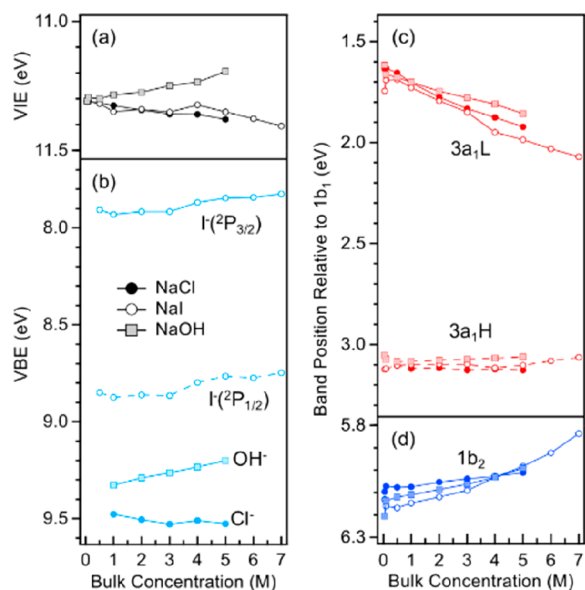 (a)
11.0
11.5
VIE (eV)
(b)
8.0
8.5
9.0
9.5
VBE (eV)
I⁻(²P₃/₂)
NaCl
NaI
NaOH
I⁻(²P₁/₂)
OH⁺
Cl⁻
0 1 2 3 4 5 6 7
Bulk Concentration (M)
(c)
1.5
2.0
2.5
3.0
Band Position Relative to 1b₁ (eV)
3a₁L
3a₁H
(d)
5.8
6.3
1b₂
0 1 2 3 4 5 6 7
Bulk Concentration (M)